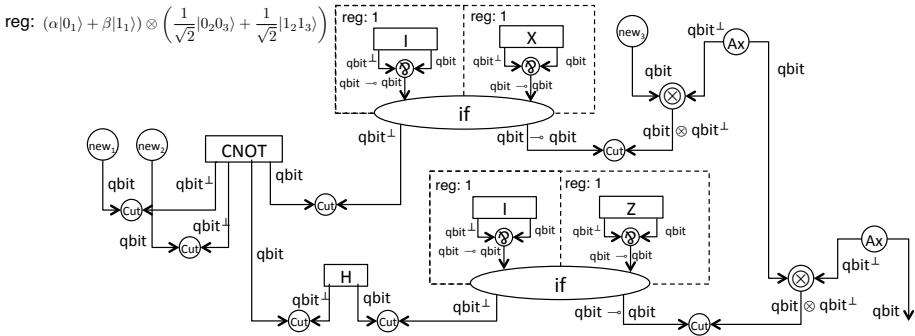 reg: (α|0₁⟩ + β|1₁⟩) ⊗ (1/√2 |0₂0₃⟩ + 1/√2 |1₂1₃⟩)
reg: 1
reg: 1
I
X
qbit⊥
qbit
qbit⊥
qbit
⅋
⅋
qbit ⊸ qbit
qbit ⊸ qbit
if
new₃
qbit
qbit⊥
Ax
qbit
⊗
qbit ⊗ qbit⊥
qbit⊥
qbit ⊸ qbit
Cut
new₁
new₂
CNOT
qbit
qbit⊥
qbit
Cut
Cut
qbit
qbit⊥
Cut
qbit
reg: 1
reg: 1
I
Z
qbit⊥
qbit
qbit⊥
qbit
⅋
⅋
qbit ⊸ qbit
qbit ⊸ qbit
if
H
qbit⊥
qbit
qbit⊥
Cut
Cut
qbit ⊸ qbit
Cut
⊗
qbit⊥
Ax
qbit ⊗ qbit⊥
qbit